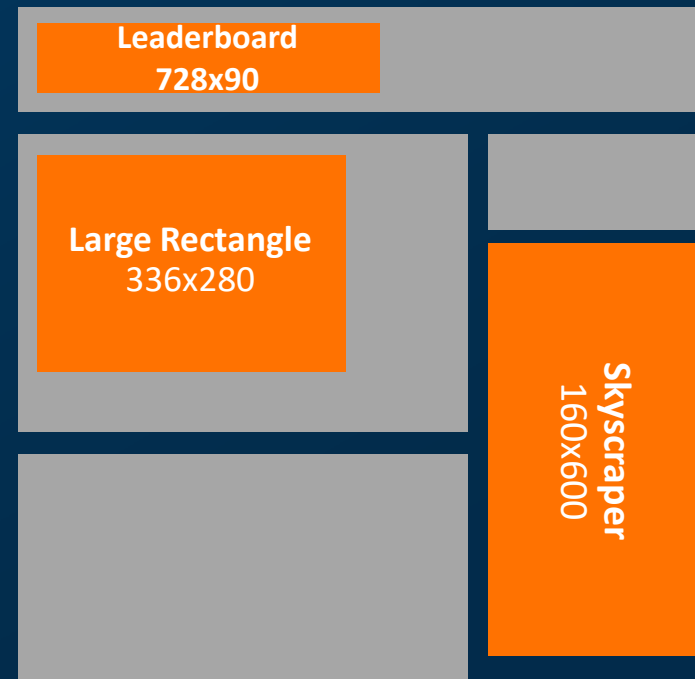 Leaderboard
728x90
Large Rectangle
336x280
Skyscraper
160x600